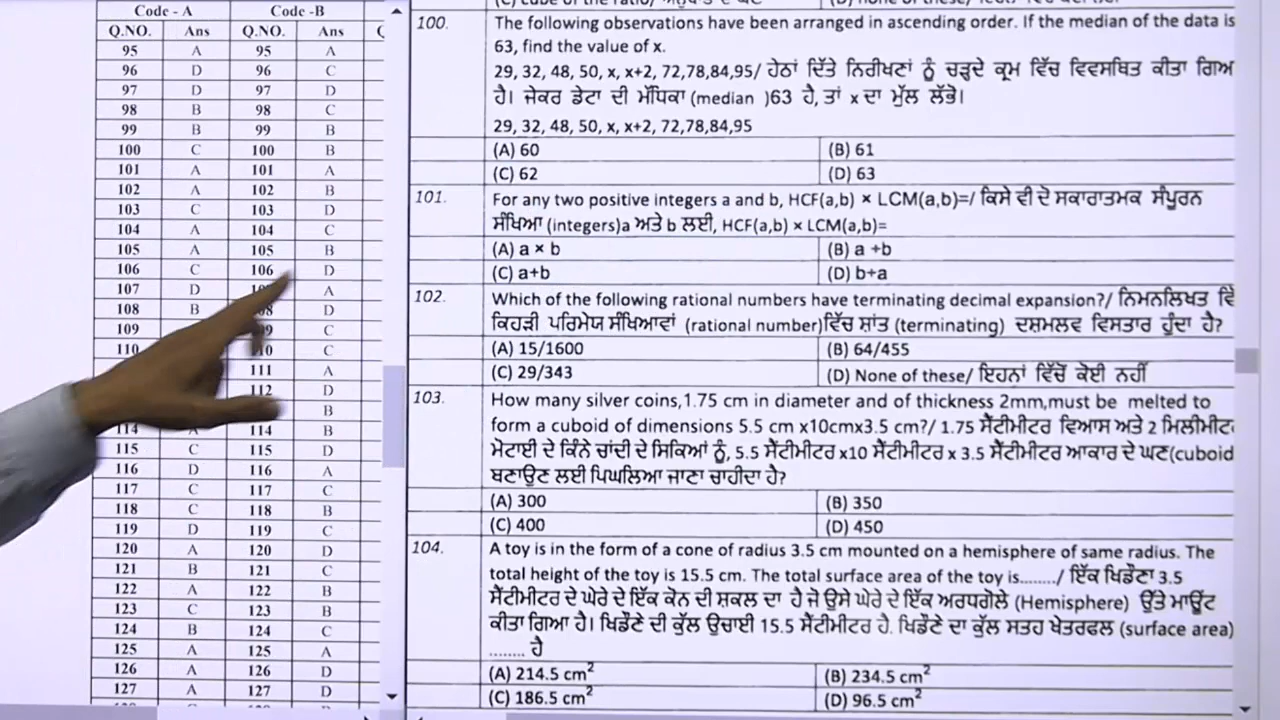 Code - A Code -B
Q.NO. Ans Q.NO. Ans
95 A 95 A
96 D 96 C
97 D 97 D
98 B 98 C
99 B 99 B
100 C 100 B
101 A 101 A
102 A 102 B
103 C 103 D
104 A 104 C
105 A 105 B
106 C 106 D
107 D A
108 B D
109 C
110 C
111 A
112 D
B
114 114 B
115 C 115 D
116 D 116 A
117 C 117 C
118 C 118 B
119 D 119 C
120 A 120 D
121 B 121 C
122 A 122 B
123 C 123 B
124 B 124 C
125 A 125 A
126 A 126 D
127 A 127 D
100. The following observations have been arranged in ascending order. If the median of the data is
63, find the value of x.
29, 32, 48, 50, x, x+2, 72,78,84,95/ ਹੇਠਾਂ ਦਿੱਤੇ ਨਿਰੀਖਣਾਂ ਨੂੰ ਚੜ੍ਹਦੇ ਕ੍ਰਮ ਵਿੱਚ ਵਿਵਸਥਿਤ ਕੀਤਾ ਗਿਆ
ਹੈ। ਜੇਕਰ ਡੇਟਾ ਦੀ ਮੱਧਿਕਾ (median )63 ਹੈ, ਤਾਂ x ਦਾ ਮੁੱਲ ਲੱਭੋ।
29, 32, 48, 50, x, x+2, 72,78,84,95
(A) 60 (B) 61
(C) 62 (D) 63
101. For any two positive integers a and b, HCF(a,b) × LCM(a,b)=/ ਕਿਸੇ ਵੀ ਦੋ ਸਕਾਰਾਤਮਕ ਸੰਪੂਰਨ
ਸੰਖਿਆ (integers)a ਅਤੇ b ਲਈ, HCF(a,b) × LCM(a,b)=
(A) a × b (B) a ÷b
(C) a+b (D) b÷a
102. Which of the following rational numbers have terminating decimal expansion?/ ਨਿਮਨਲਿਖਤ ਵਿੱ
ਕਿਹੜੀ ਪਰਿਮੇਯ ਸੰਖਿਆਵਾਂ (rational number)ਵਿੱਚ ਸ਼ਾਂਤ (terminating) ਦਸ਼ਮਲਵ ਵਿਸਤਾਰ ਹੁੰਦਾ ਹੈ?
(A) 15/1600 (B) 64/455
(C) 29/343 (D) None of these/ ਇਹਨਾਂ ਵਿੱਚੋਂ ਕੋਈ ਨਹੀਂ
103. How many silver coins,1.75 cm in diameter and of thickness 2mm,must be melted to
form a cuboid of dimensions 5.5 cm x10cmx3.5 cm?/ 1.75 ਸੈਂਟੀਮੀਟਰ ਵਿਆਸ ਅਤੇ 2 ਮਿਲੀਮੀਟ
ਮੋਟਾਈ ਦੇ ਕਿੰਨੇ ਚਾਂਦੀ ਦੇ ਸਿਕਿਆਂ ਨੂੰ, 5.5 ਸੈਂਟੀਮੀਟਰ x10 ਸੈਂਟੀਮੀਟਰ x 3.5 ਸੈਂਟੀਮੀਟਰ ਆਕਾਰ ਦੇ ਘਣ(cuboid
ਬਣਾਉਣ ਲਈ ਪਿਘਲਿਆ ਜਾਣਾ ਚਾਹੀਦਾ ਹੈ?
(A) 300 (B) 350
(C) 400 (D) 450
104. A toy is in the form of a cone of radius 3.5 cm mounted on a hemisphere of same radius. The
total height of the toy is 15.5 cm. The total surface area of the toy is......../ ਇੱਕ ਖਿਡੌਣਾ 3.5
ਸੈਂਟੀਮੀਟਰ ਦੇ ਘੇਰੇ ਦੇ ਇੱਕ ਕੋਨ ਦੀ ਸ਼ਕਲ ਦਾ ਹੈ ਜੋ ਉਸੇ ਘੇਰੇ ਦੇ ਇੱਕ ਅਰਧਗੋਲੇ (Hemisphere) ਉੱਤੇ ਮਾਊਂਟ
ਕੀਤਾ ਗਿਆ ਹੈ। ਖਿਡੌਣੇ ਦੀ ਕੁੱਲ ਉਚਾਈ 15.5 ਸੈਂਟੀਮੀਟਰ ਹੈ. ਖਿਡੌਣੇ ਦਾ ਕੁੱਲ ਸਤਹ ਖੇਤਰਫਲ (surface area)
........ ਹੈ
(A) 214.5 cm² (B) 234.5 cm²
(C) 186.5 cm² (D) 96.5 cm²